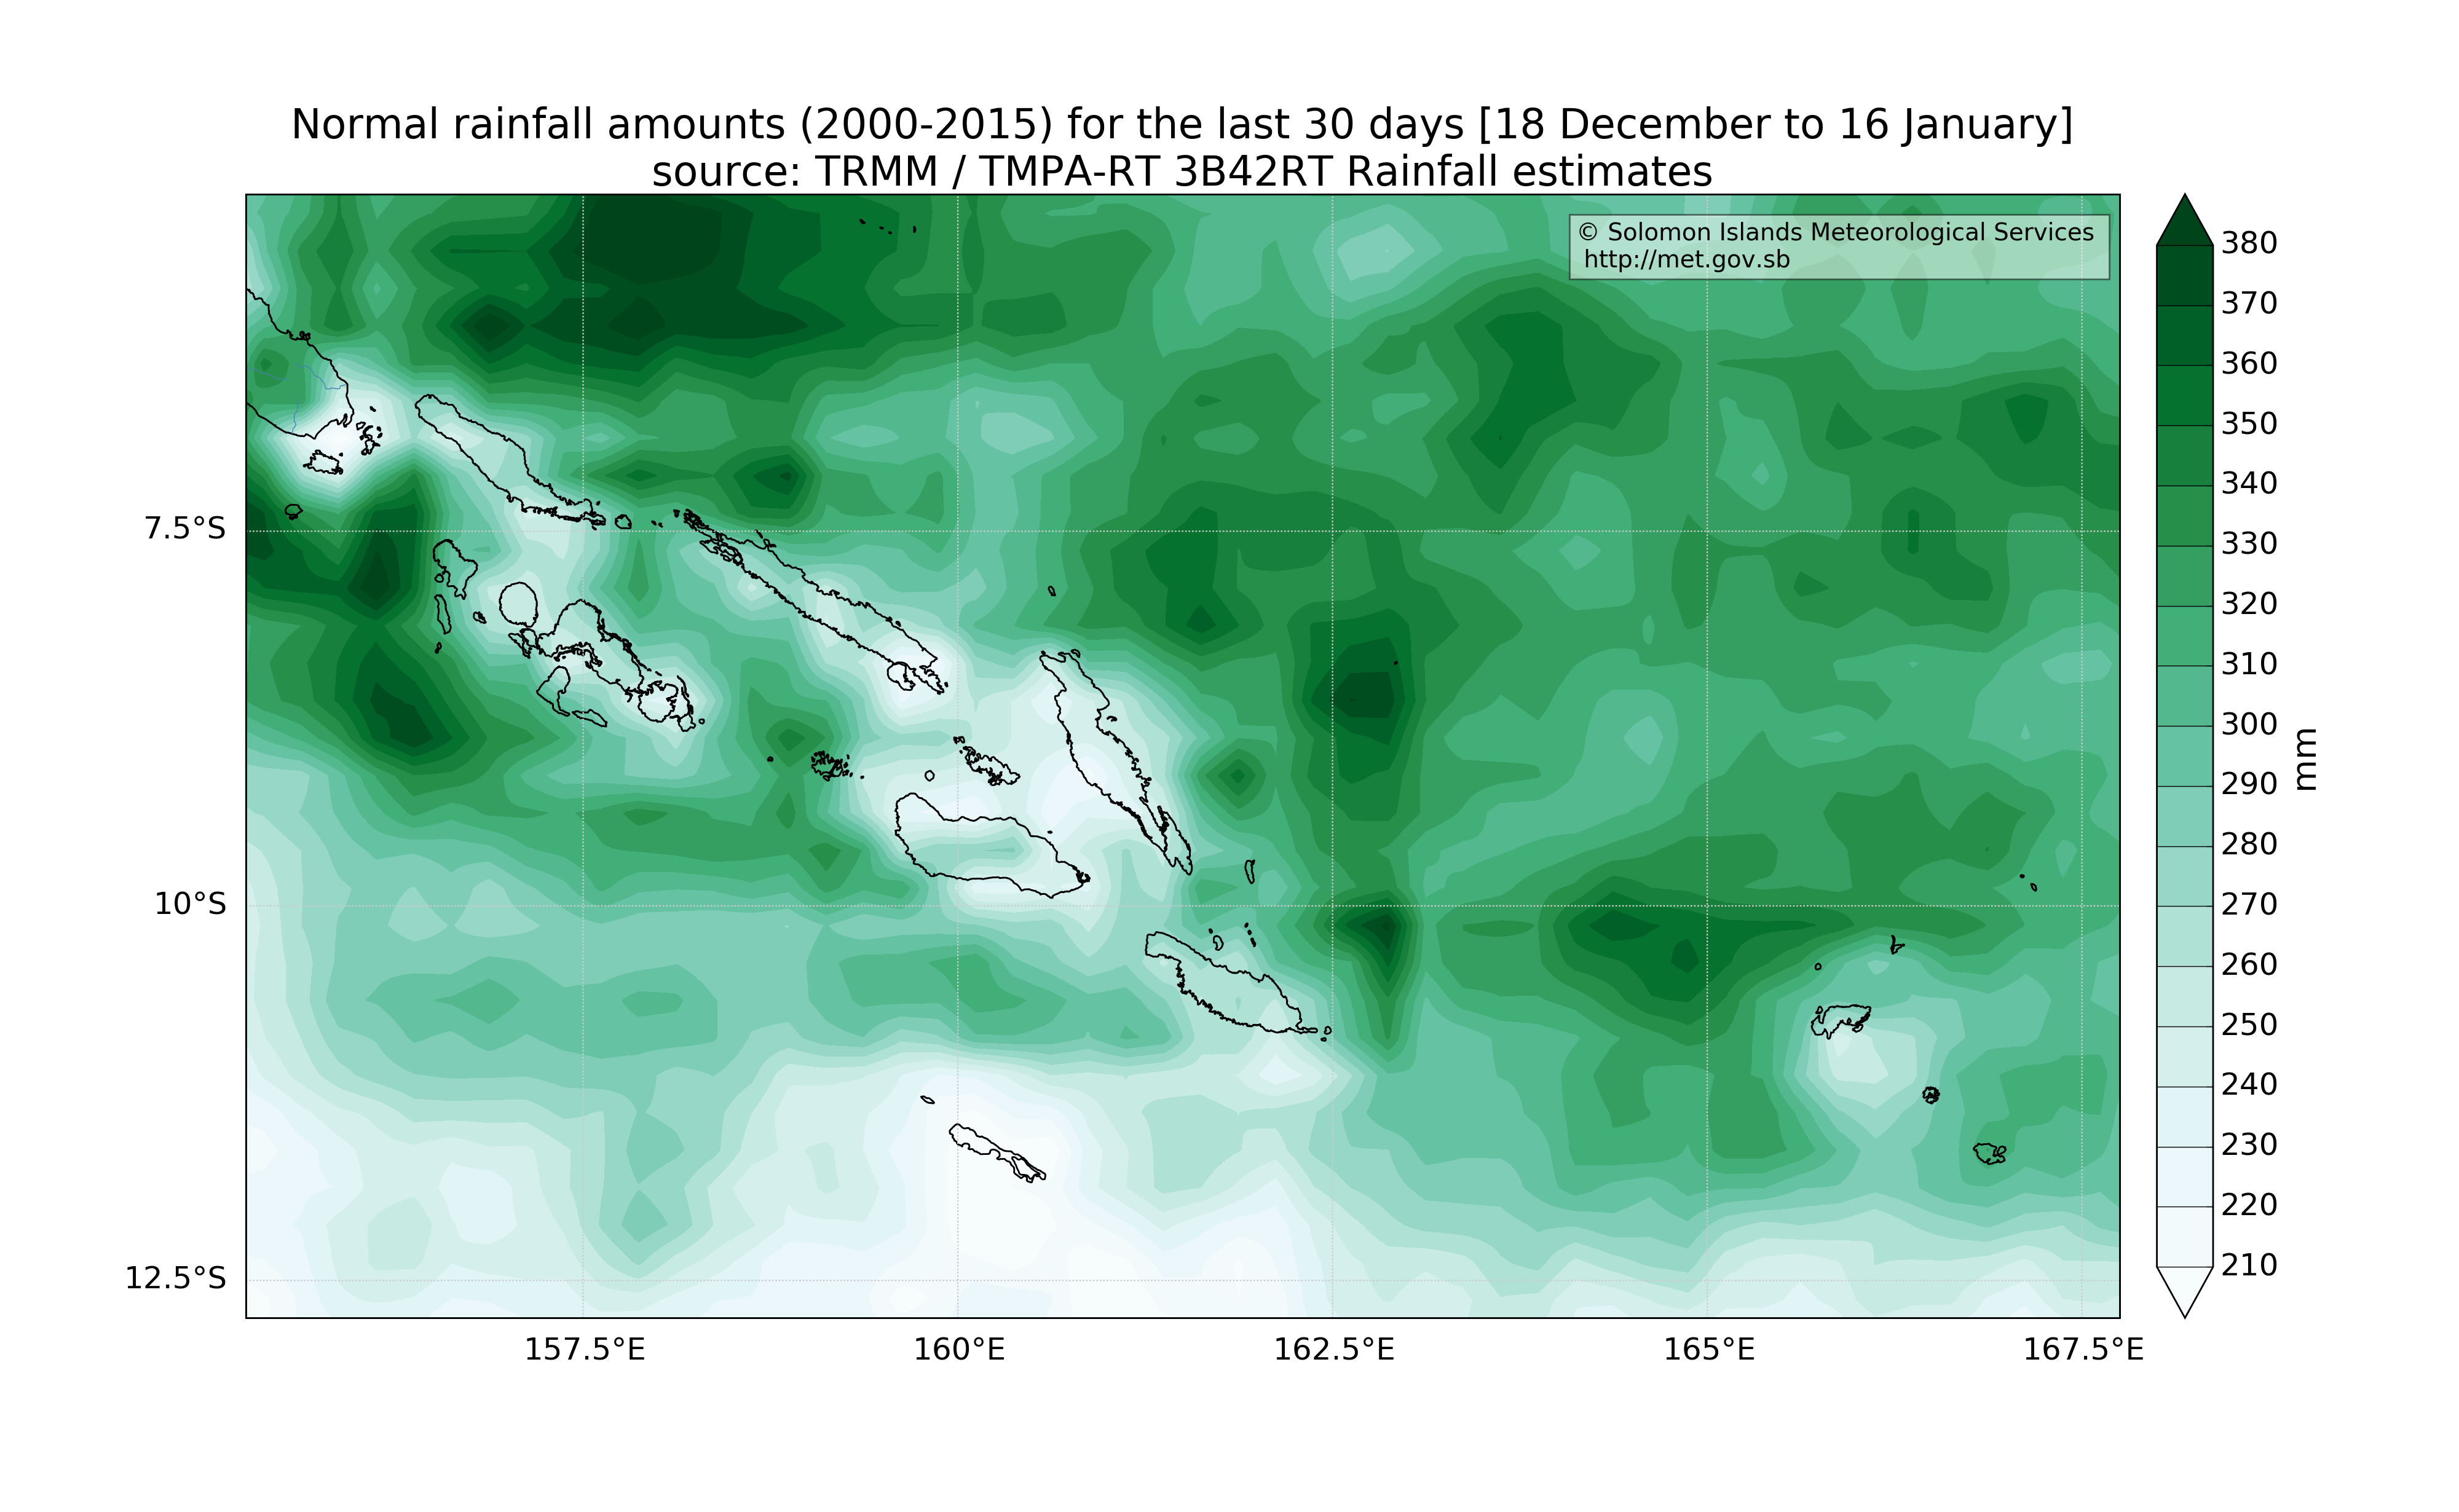 Normal rainfall amounts (2000-2015) for the last 30 days [18 December to 16 January]
source: TRMM / TMPA-RT 3B42RT Rainfall estimates
© Solomon Islands Meteorological Services
http://met.gov.sb
7.5°S
10°S
12.5°S
157.5°E
160°E
162.5°E
165°E
167.5°E
380
370
360
350
340
330
320
310
300
290
280
270
260
250
240
230
220
210
mm